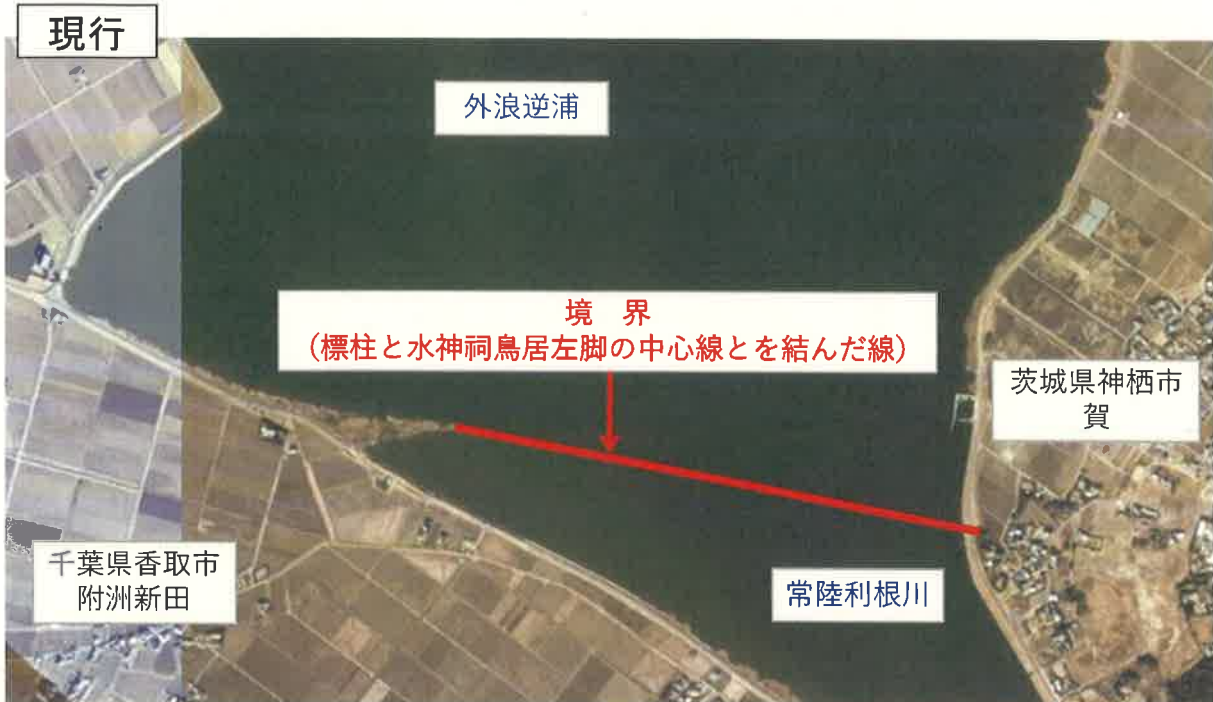 現行
外浪逆浦
境　界
（標柱と水神祠鳥居左脚の中心線とを結んだ線）
茨城県神栖市
賀
千葉県香取市
附洲新田
常陸利根川